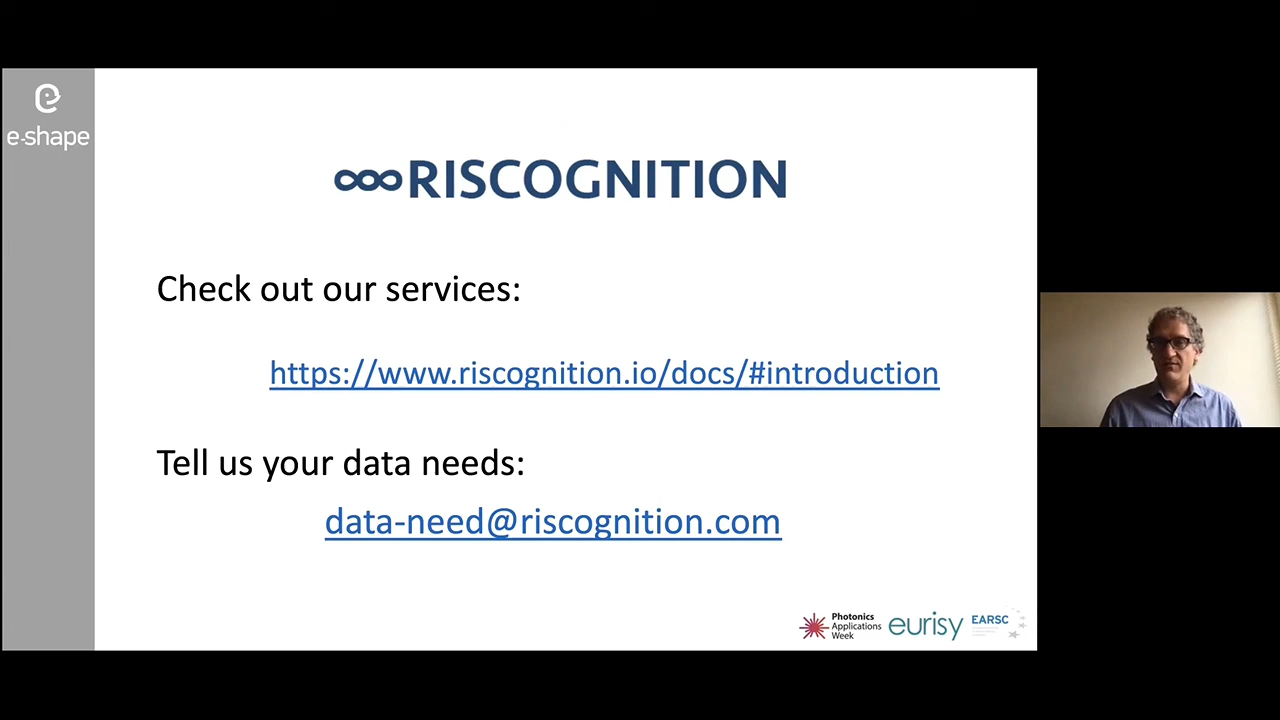 e-shape
RISCOGNITION
Check out our services:
https://www.riscognition.io/docs/#introduction
Tell us your data needs:
data-need@riscognition.com
Photonics
Applications
Week
eurisy
EARSC